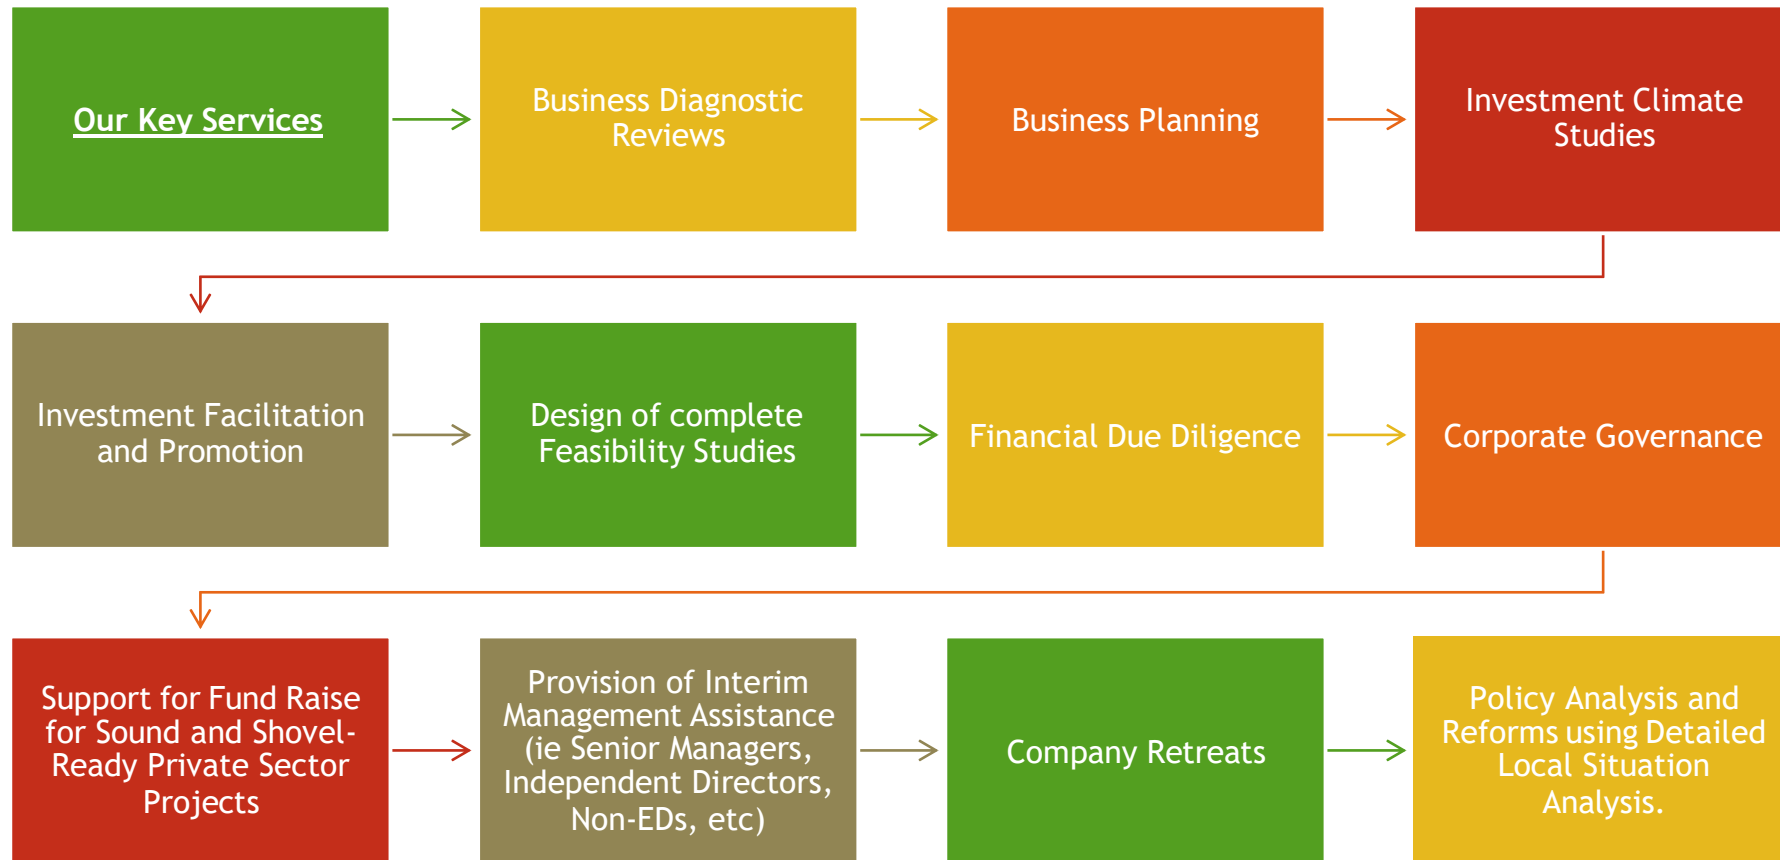 Our Key Services
Business Diagnostic
Reviews
Business Planning
Investment Climate
Studies
Investment Facilitation
and Promotion
Design of complete
Feasibility Studies
Financial Due Diligence
Corporate Governance
Support for Fund Raise
for Sound and Shovel-
Ready Private Sector
Projects
Provision of Interim
Management Assistance
(ie Senior Managers,
Independent Directors,
Non-EDs, etc)
Company Retreats
Policy Analysis and
Reforms using Detailed
Local Situation
Analysis.